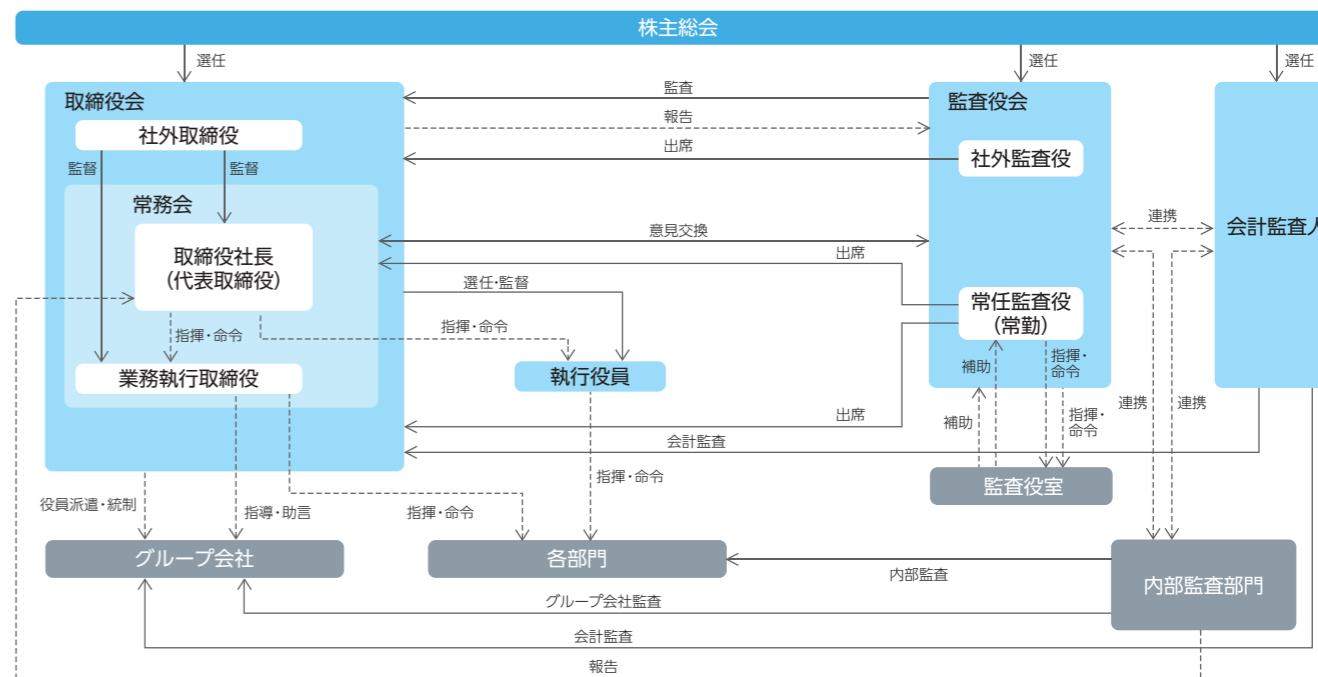 株主総会
選任
選任
選任
取締役会
監査
監査役会
報告
社外取締役
出席
社外監査役
監督
監督
常務会
連携
会計監査人
意見交換
取締役社長
(代表取締役)
出席
選任・監督
常任監査役
(常勤)
指揮・命令
指揮・命令
補助
指揮・
命令
業務執行取締役
執行役員
出席
補助
指揮・
命令
連携
連携
会計監査
指揮・命令
監査役室
役員派遣・統制
指導・助言
指揮・命令
グループ会社
各部門
内部監査
内部監査部門
グループ会社監査
会計監査
報告